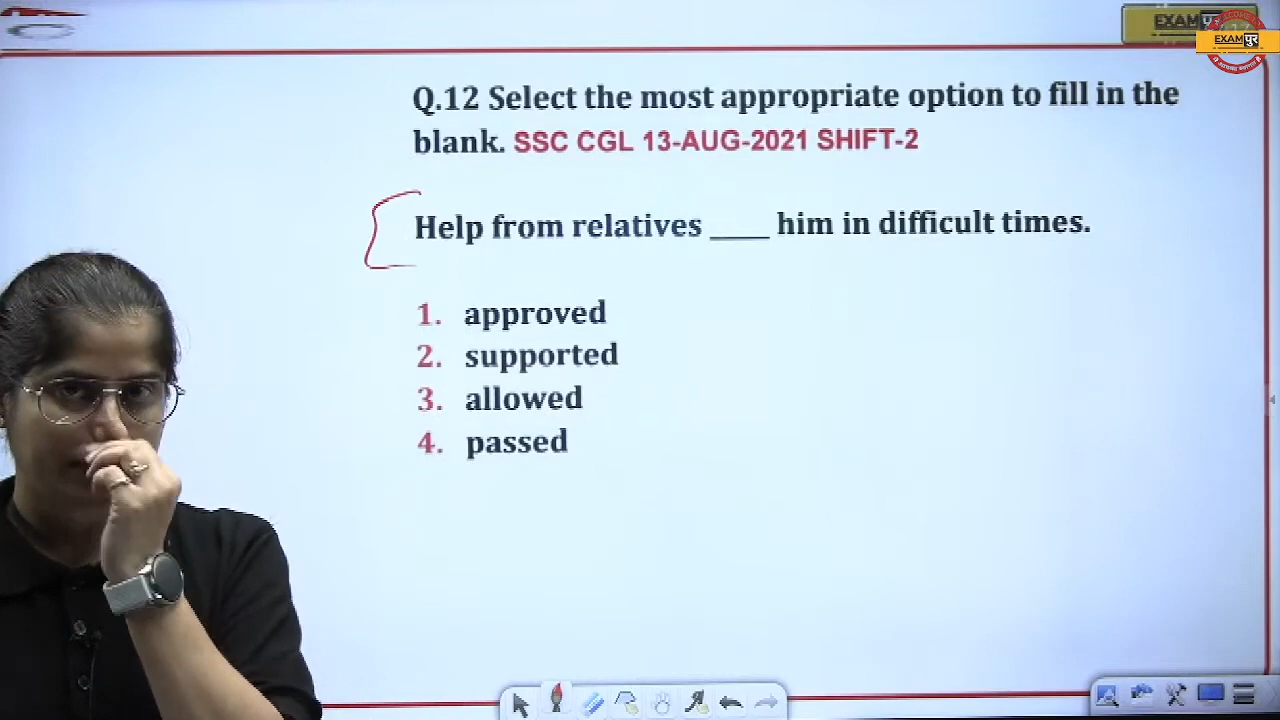 EXAM
EXAMपुर
Q.12 Select the most appropriate option to fill in the
blank. SSC CGL 13-AUG-2021 SHIFT-2
Help from relatives ____ him in difficult times.
1. approved
2. supported
3. allowed
4. passed